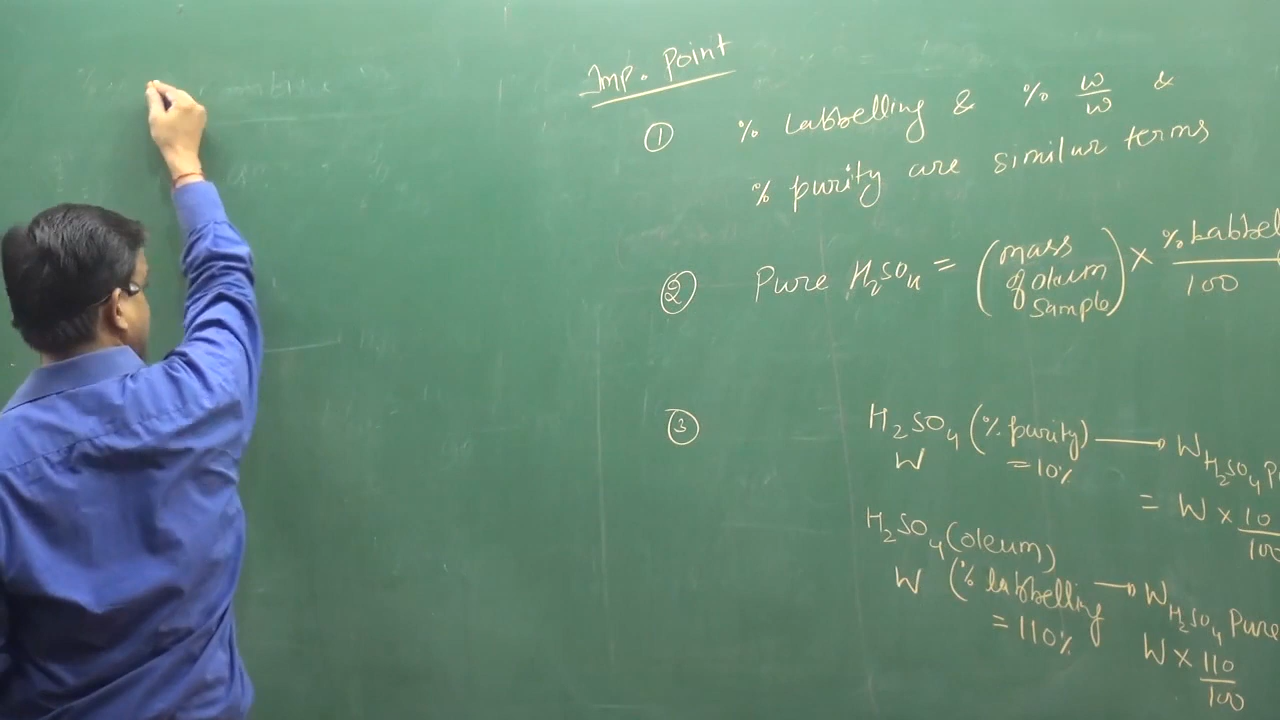 Imp. Point
① % Labbelling & % W/W &
% purity are similar terms
② Pure H₂SO₄ = (mass of oleum sample) × % Labbel / 100
③ H₂SO₄ (% purity) → W H₂SO₄ P
W = 10%
= W × 10/100
H₂SO₄ (oleum)
W (% labbelling → W H₂SO₄ Pure
= 110%
W × 110/100